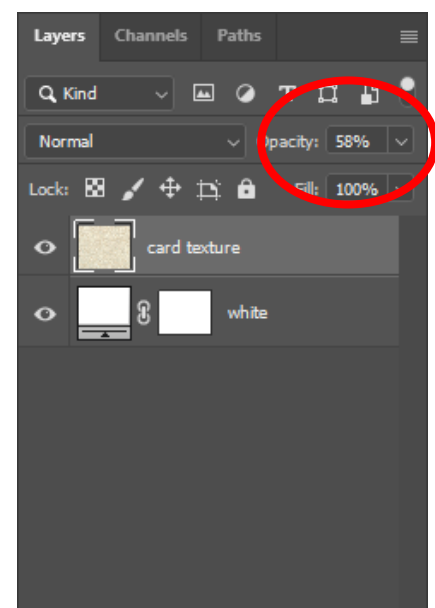 Layers Channels Paths
Kind T
Normal Opacity: 58%
Lock: Fill: 100%
card texture
white